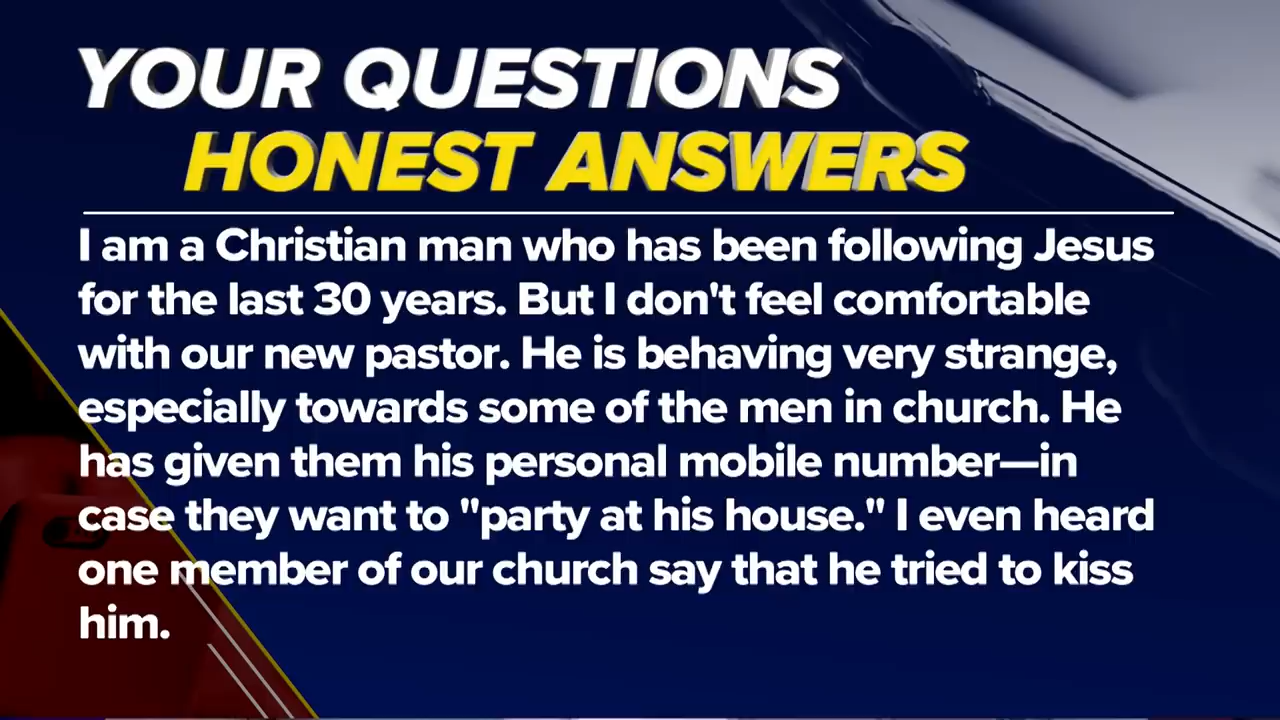 YOUR QUESTIONS
HONEST ANSWERS
I am a Christian man who has been following Jesus
for the last 30 years. But I don't feel comfortable
with our new pastor. He is behaving very strange,
especially towards some of the men in church. He
has given them his personal mobile number—in
case they want to "party at his house." I even heard
one member of our church say that he tried to kiss
him.